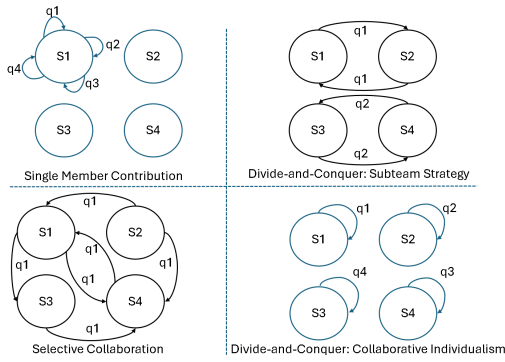 q1
S1
q2
S2
q4
q3
S3
S4
Single Member Contribution
q1
S1
S2
q1
q2
S3
S4
q2
Divide-and-Conquer: Subteam Strategy
q1
S1
S2
q1
q1
q1
q1
S3
S4
q1
Selective Collaboration
q1
q2
S1
S2
q4
q3
S3
S4
Divide-and-Conquer: Collaborative Individualism